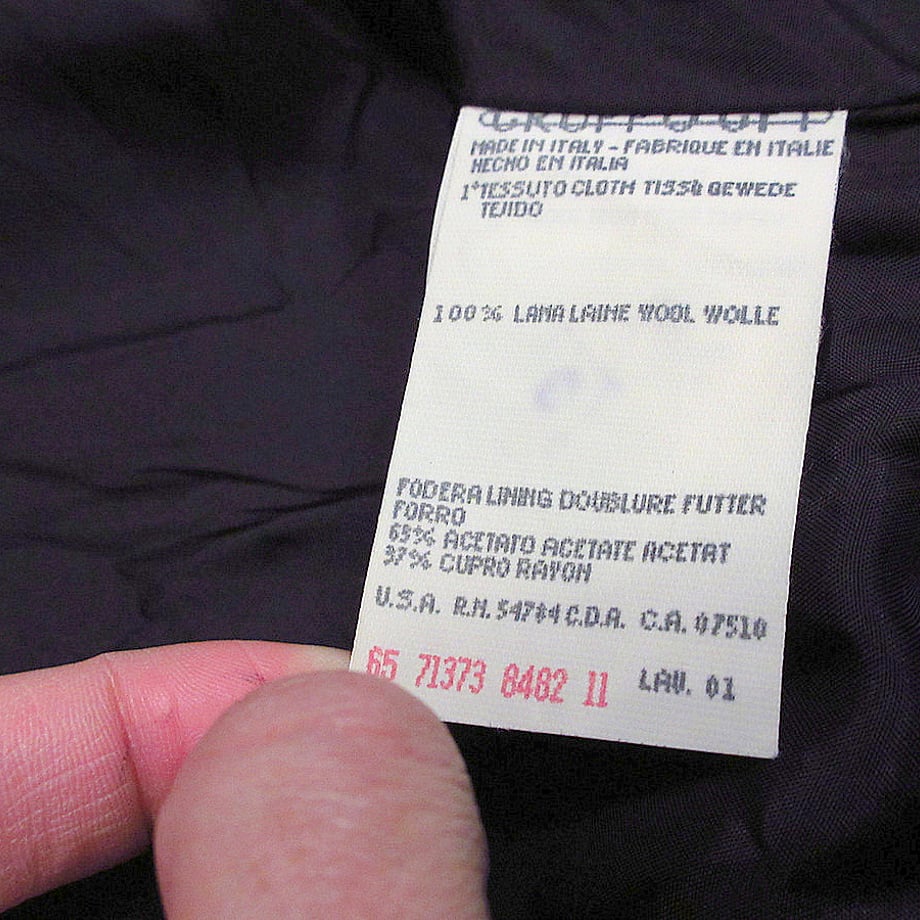 MADE IN ITALY - FABRIQUE EN ITALIE
HECHO EN ITALIA
1°TESSUTO CLOTH TISSU GEWEDE
TEJIDO
100% LANA LAINE WOOL WOLLE
FODERA LINING DOUBLURE FUTTER
FORRO
63% ACETATO ACETATE ACETAT
37% CUPRO RAYON
U.S.A. R.N. 54784 C.D.A. C.A. 07510
65 71373 8482 11 LAV. 01